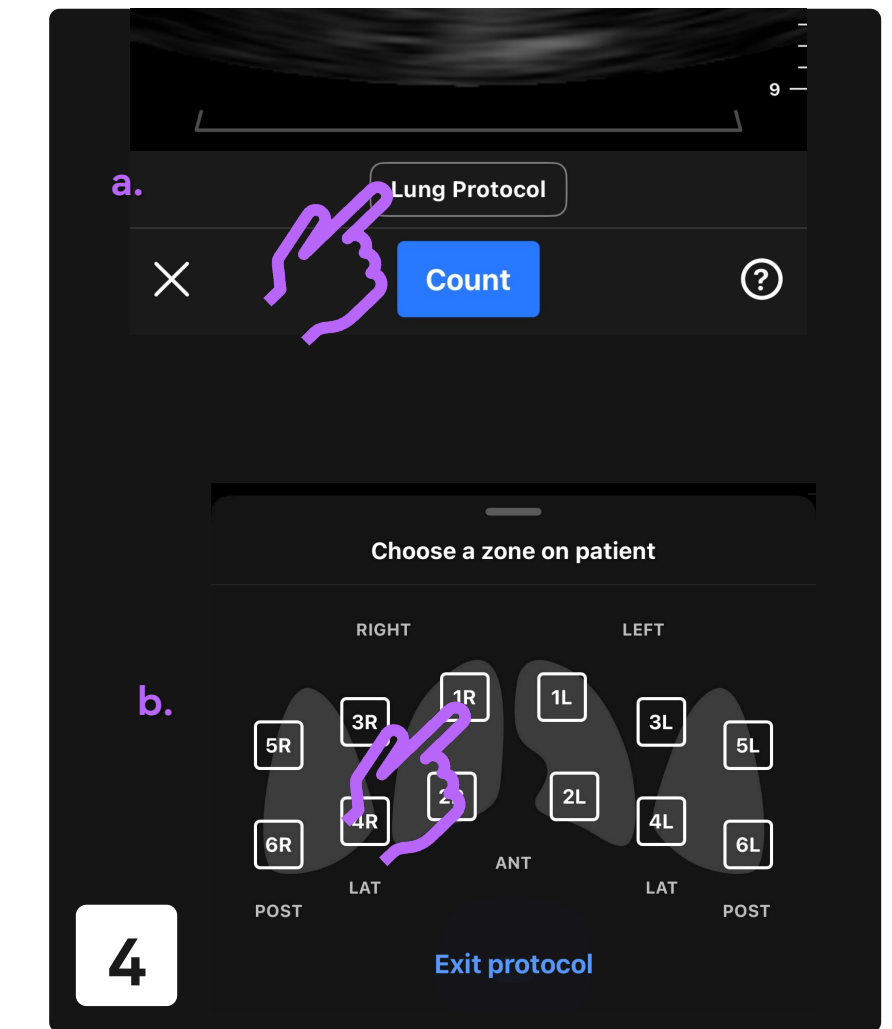 9
a.
Lung Protocol
Count
?
Choose a zone on patient
RIGHT LEFT
b.
1R 1L
3R 3L
5R 5L
2L
4R 4L
6R 6L
ANT
LAT LAT
POST POST
4
Exit protocol